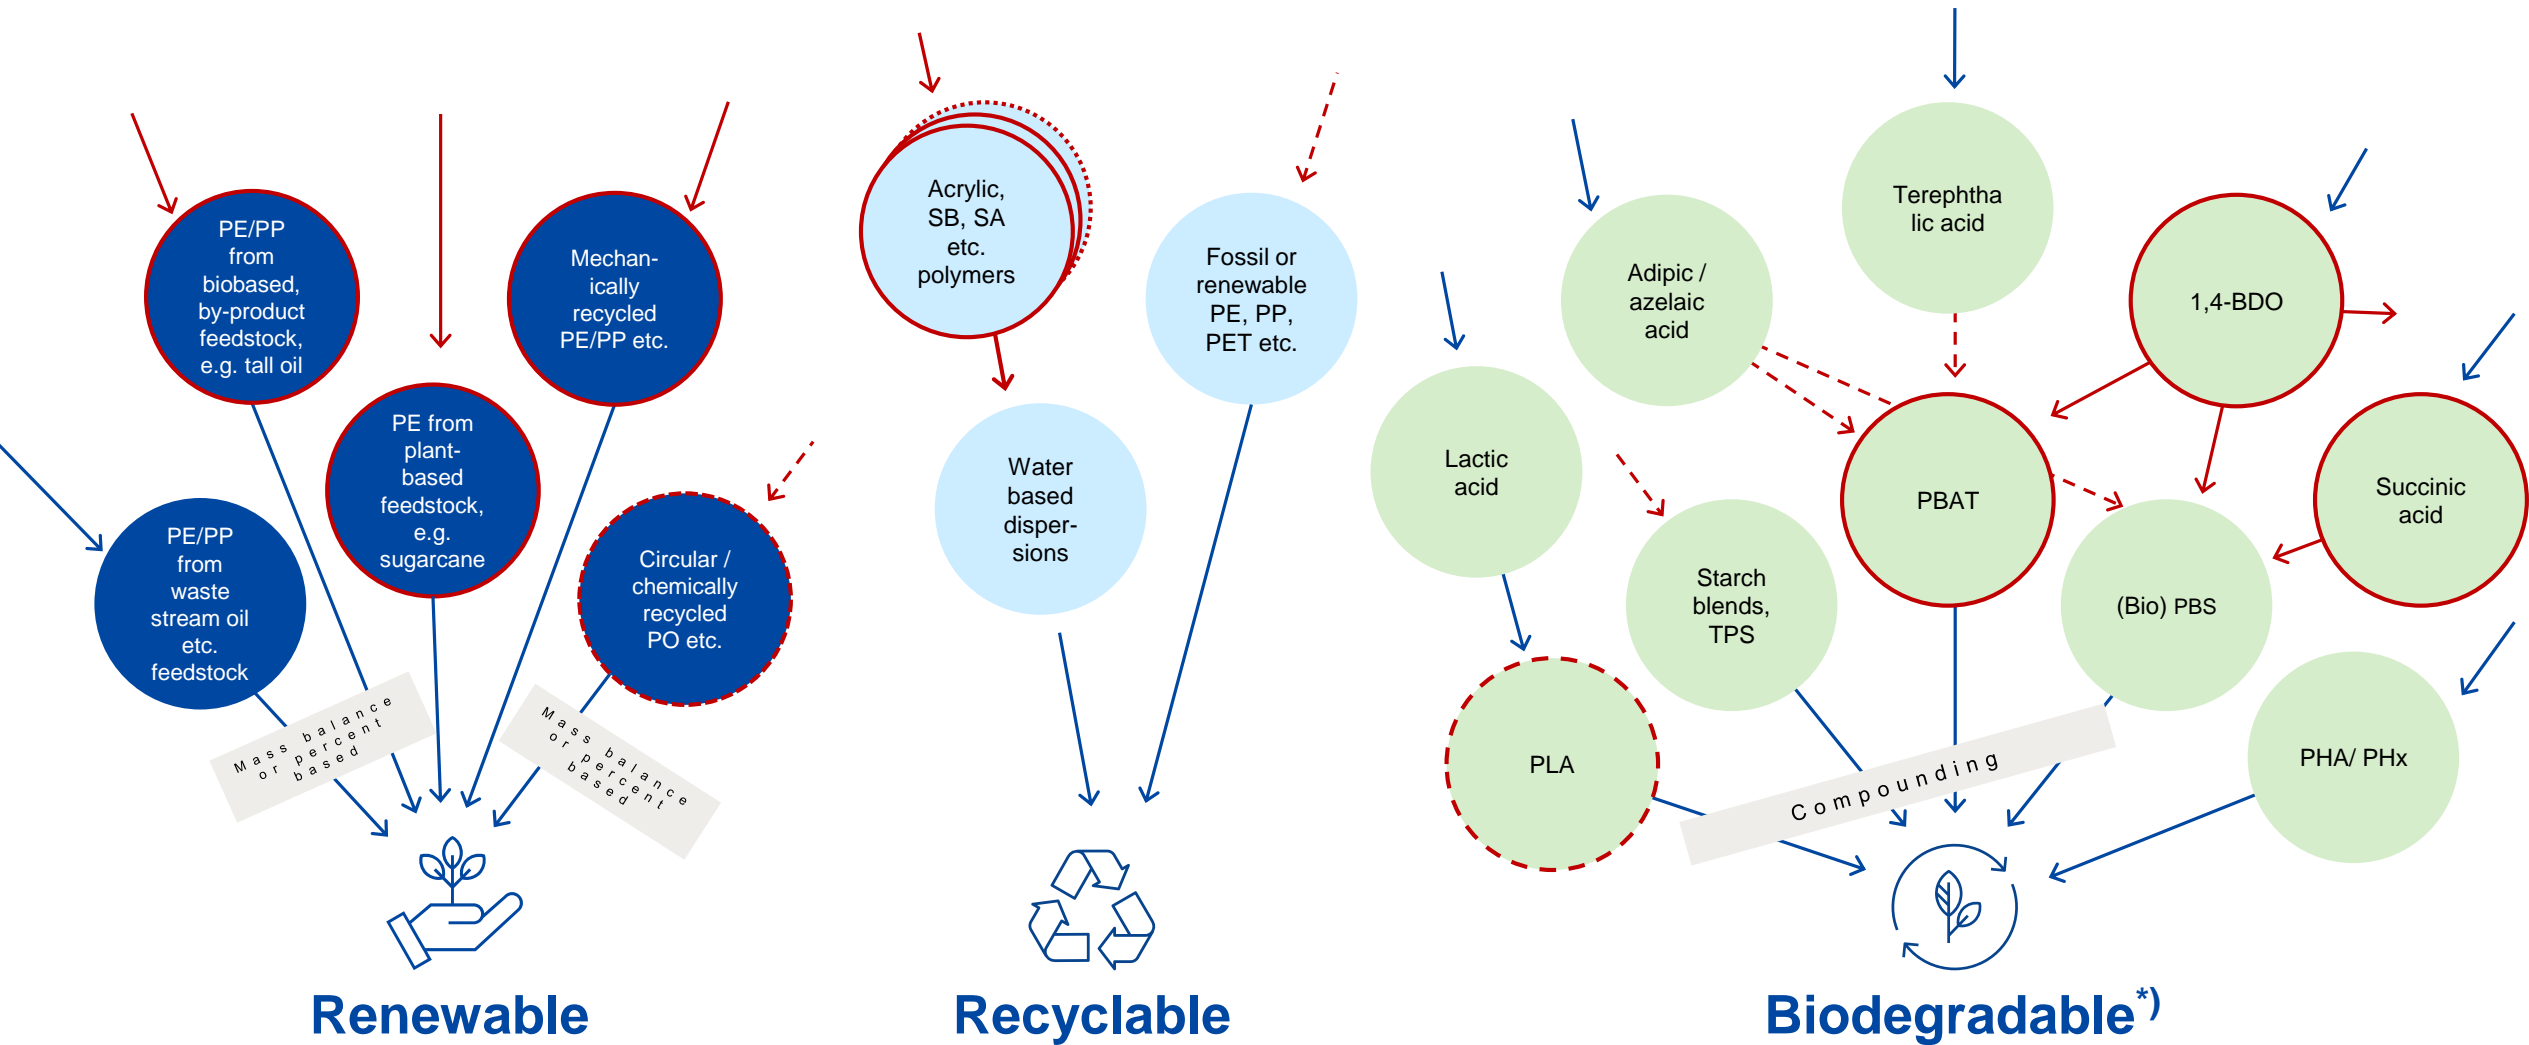 PE/PP
from
biobased,
by-product
feedstock,
e.g. tall oil
Mechan-
ically
recycled
PE/PP etc.
PE from
plant-
based
feedstock,
e.g.
sugarcane
PE/PP
from
waste
stream oil
etc.
feedstock
Circular /
chemically
recycled
PO etc.
Mass balance
or percent
based
Mass balance
or percent
based
Renewable
Acrylic,
SB, SA
etc.
polymers
Fossil or
renewable
PE, PP,
PET etc.
Water
based
disper-
sions
Recyclable
Terephtha
lic acid
Adipic /
azelaic
acid
1,4-BDO
Lactic
acid
PBAT
Succinic
acid
Starch
blends,
TPS
(Bio) PBS
PLA
PHA/ PHx
Compounding
Biodegradable*)